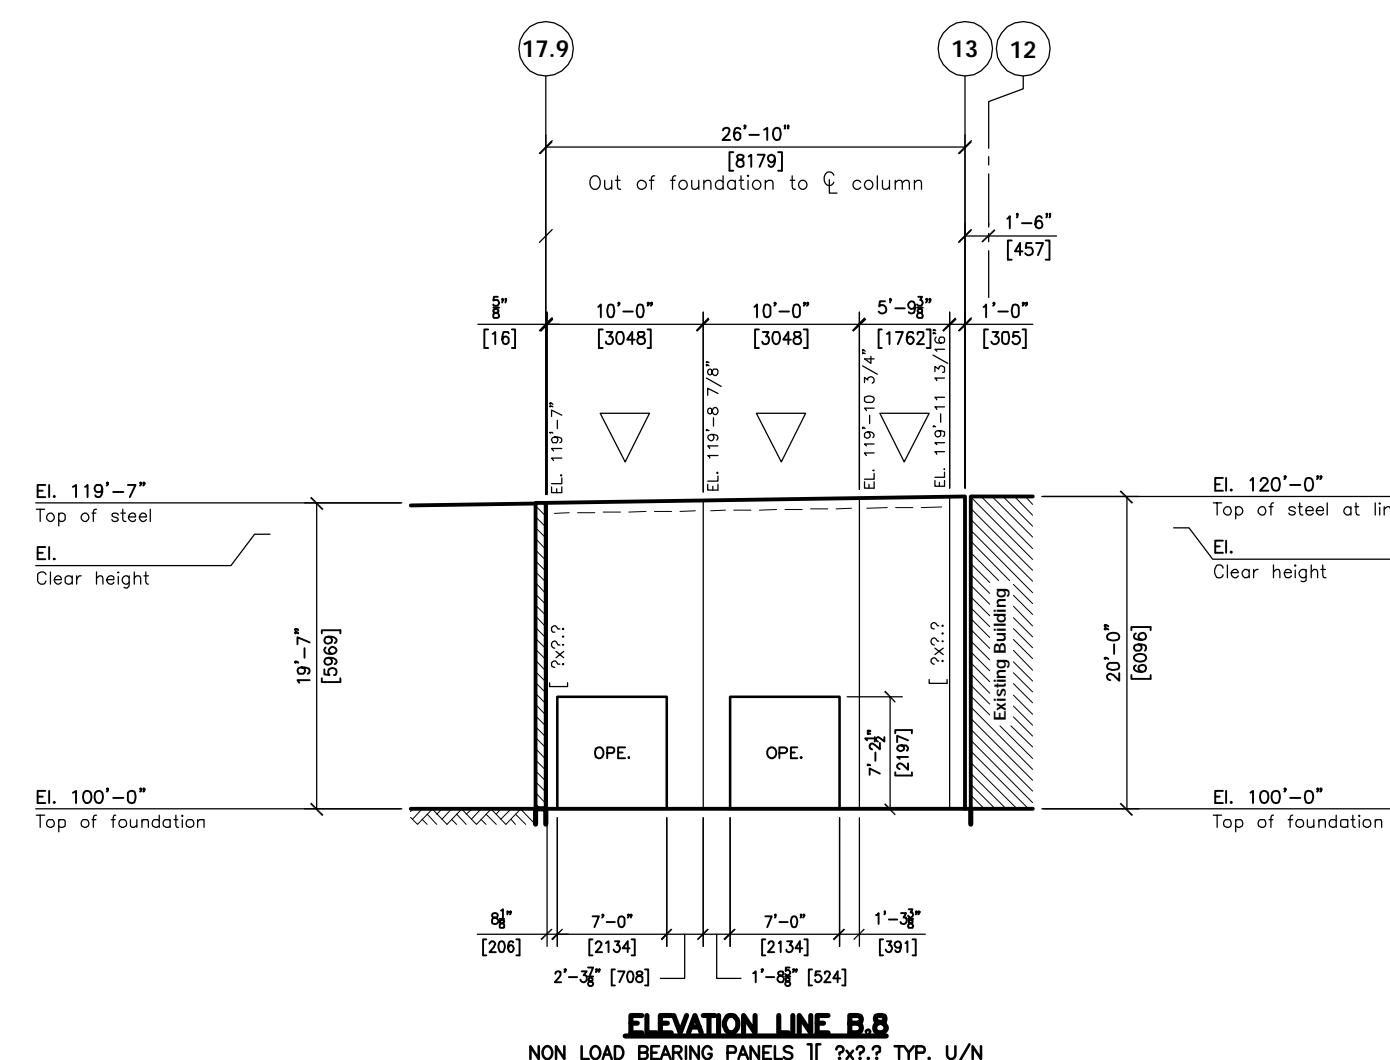 17.9
13
12
26'-10"
[8179]
Out of foundation to ℄ column
1'-6"
[457]
5/8"
[16]
10'-0"
[3048]
10'-0"
[3048]
5'-9 3/8"
[1762]
1'-0"
[305]
EL. 119'-7"
EL. 119'-8 7/8"
EL. 119'-10 3/4"
EL. 119'-11 13/16"
El. 119'-7"
Top of steel
El.
Clear height
El. 120'-0"
Top of steel at lin
El.
Clear height
19'-7"
[5969]
[ ?x?.?
[ ?x?.?
Existing Building
20'-0"
[6096]
OPE.
OPE.
7'-2 1/2"
[2197]
El. 100'-0"
Top of foundation
El. 100'-0"
Top of foundation
8 1/8"
[206]
7'-0"
[2134]
7'-0"
[2134]
1'-3 3/8"
[391]
2'-3 7/8" [708]
1'-8 5/8" [524]
ELEVATION LINE B.8
NON LOAD BEARING PANELS ][ ?x?.? TYP. U/N